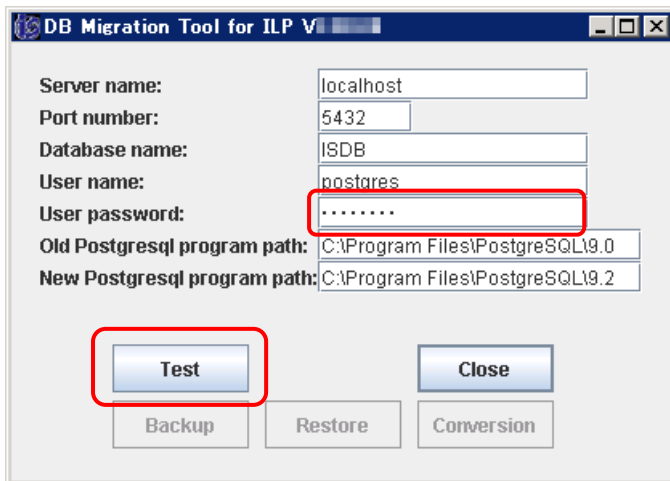 DB Migration Tool for ILP V
Server name: localhost
Port number: 5432
Database name: ISDB
User name: postgres
User password: ········
Old Postgresql program path: C:\Program Files\PostgreSQL\9.0
New Postgresql program path: C:\Program Files\PostgreSQL\9.2
Test Close
Backup Restore Conversion